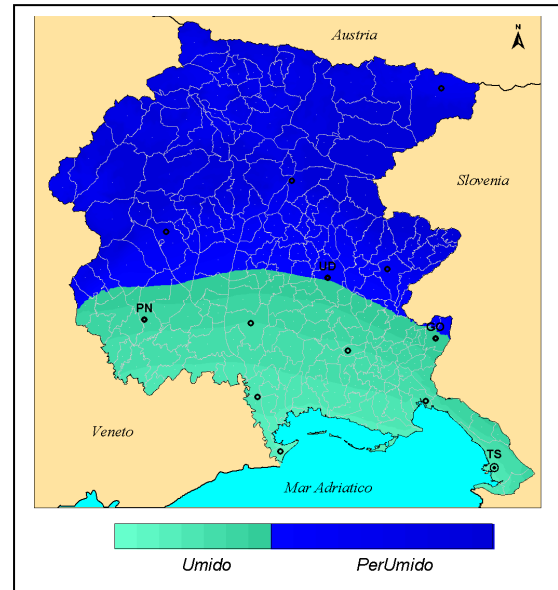 Austria
N
Slovenia
UD
PN
GO
Veneto
TS
Mar Adriatico
Umido
PerUmido